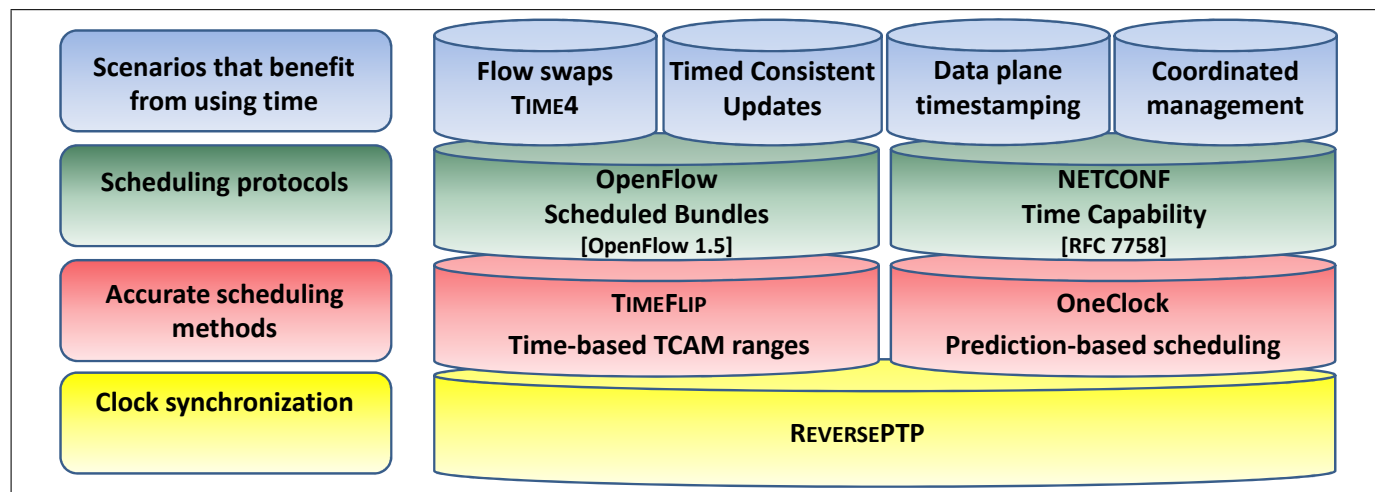 Scenarios that benefit
from using time
Flow swaps
TIME4
Timed Consistent
Updates
Data plane
timestamping
Coordinated
management
Scheduling protocols
OpenFlow
Scheduled Bundles
[OpenFlow 1.5]
NETCONF
Time Capability
[RFC 7758]
Accurate scheduling
methods
TIMEFLIP
Time-based TCAM ranges
OneClock
Prediction-based scheduling
Clock synchronization
REVERSEPTP